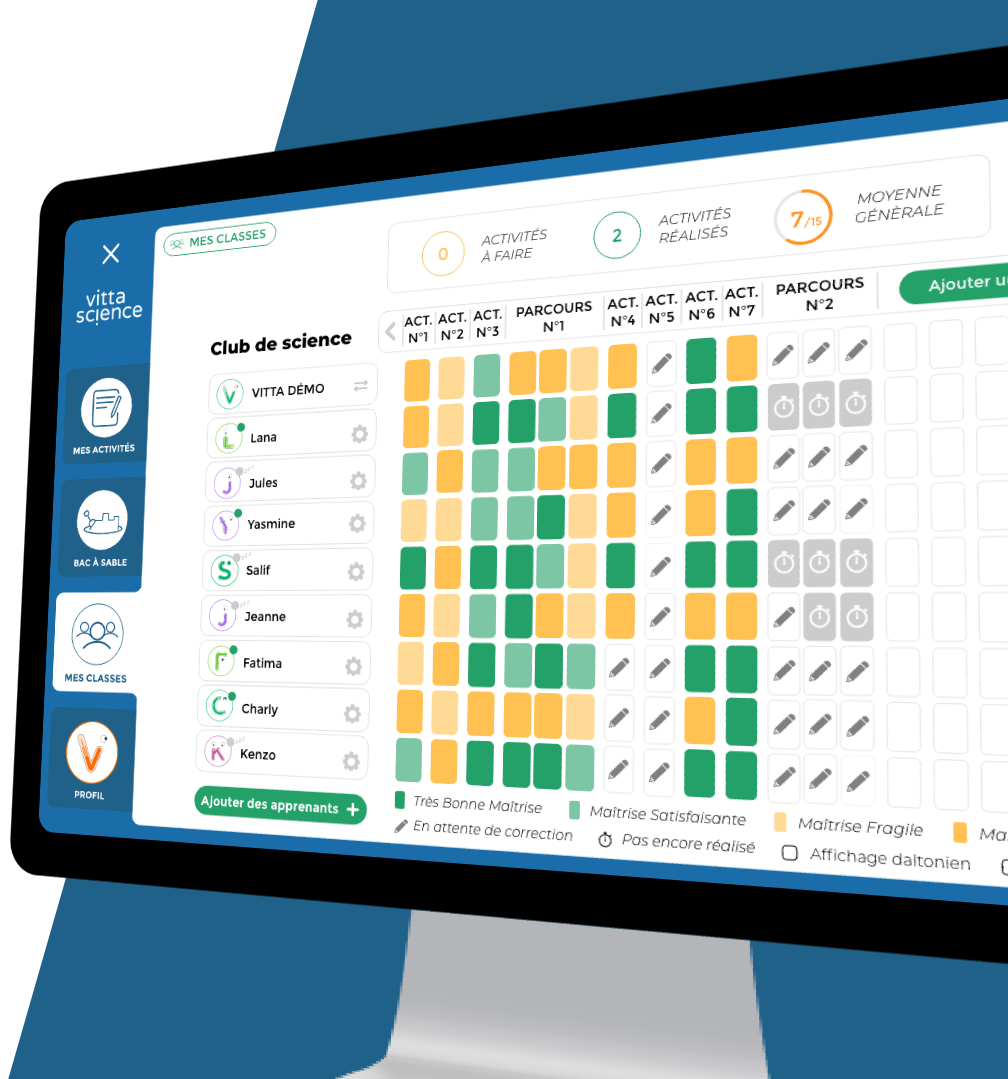 MES CLASSES
0
ACTIVITÉS
À FAIRE
2
ACTIVITÉS
RÉALISÉS
7/15
MOYENNE
GÉNÈRALE
vitta
science
MES ACTIVITÉS
BAC À SABLE
MES CLASSES
PROFIL
Club de science
ACT.
N°1
ACT.
N°2
ACT.
N°3
PARCOURS
N°1
ACT.
N°4
ACT.
N°5
ACT.
N°6
ACT.
N°7
PARCOURS
N°2
Ajouter
VITTA DÉMO
Lana
Jules
Yasmine
Salif
Jeanne
Fatima
Charly
Kenzo
Ajouter des apprenants +
Très Bonne Maîtrise
Maîtrise Satisfaisante
Maîtrise Fragile
En attente de correction
Pas encore réalisé
Affichage daltonien